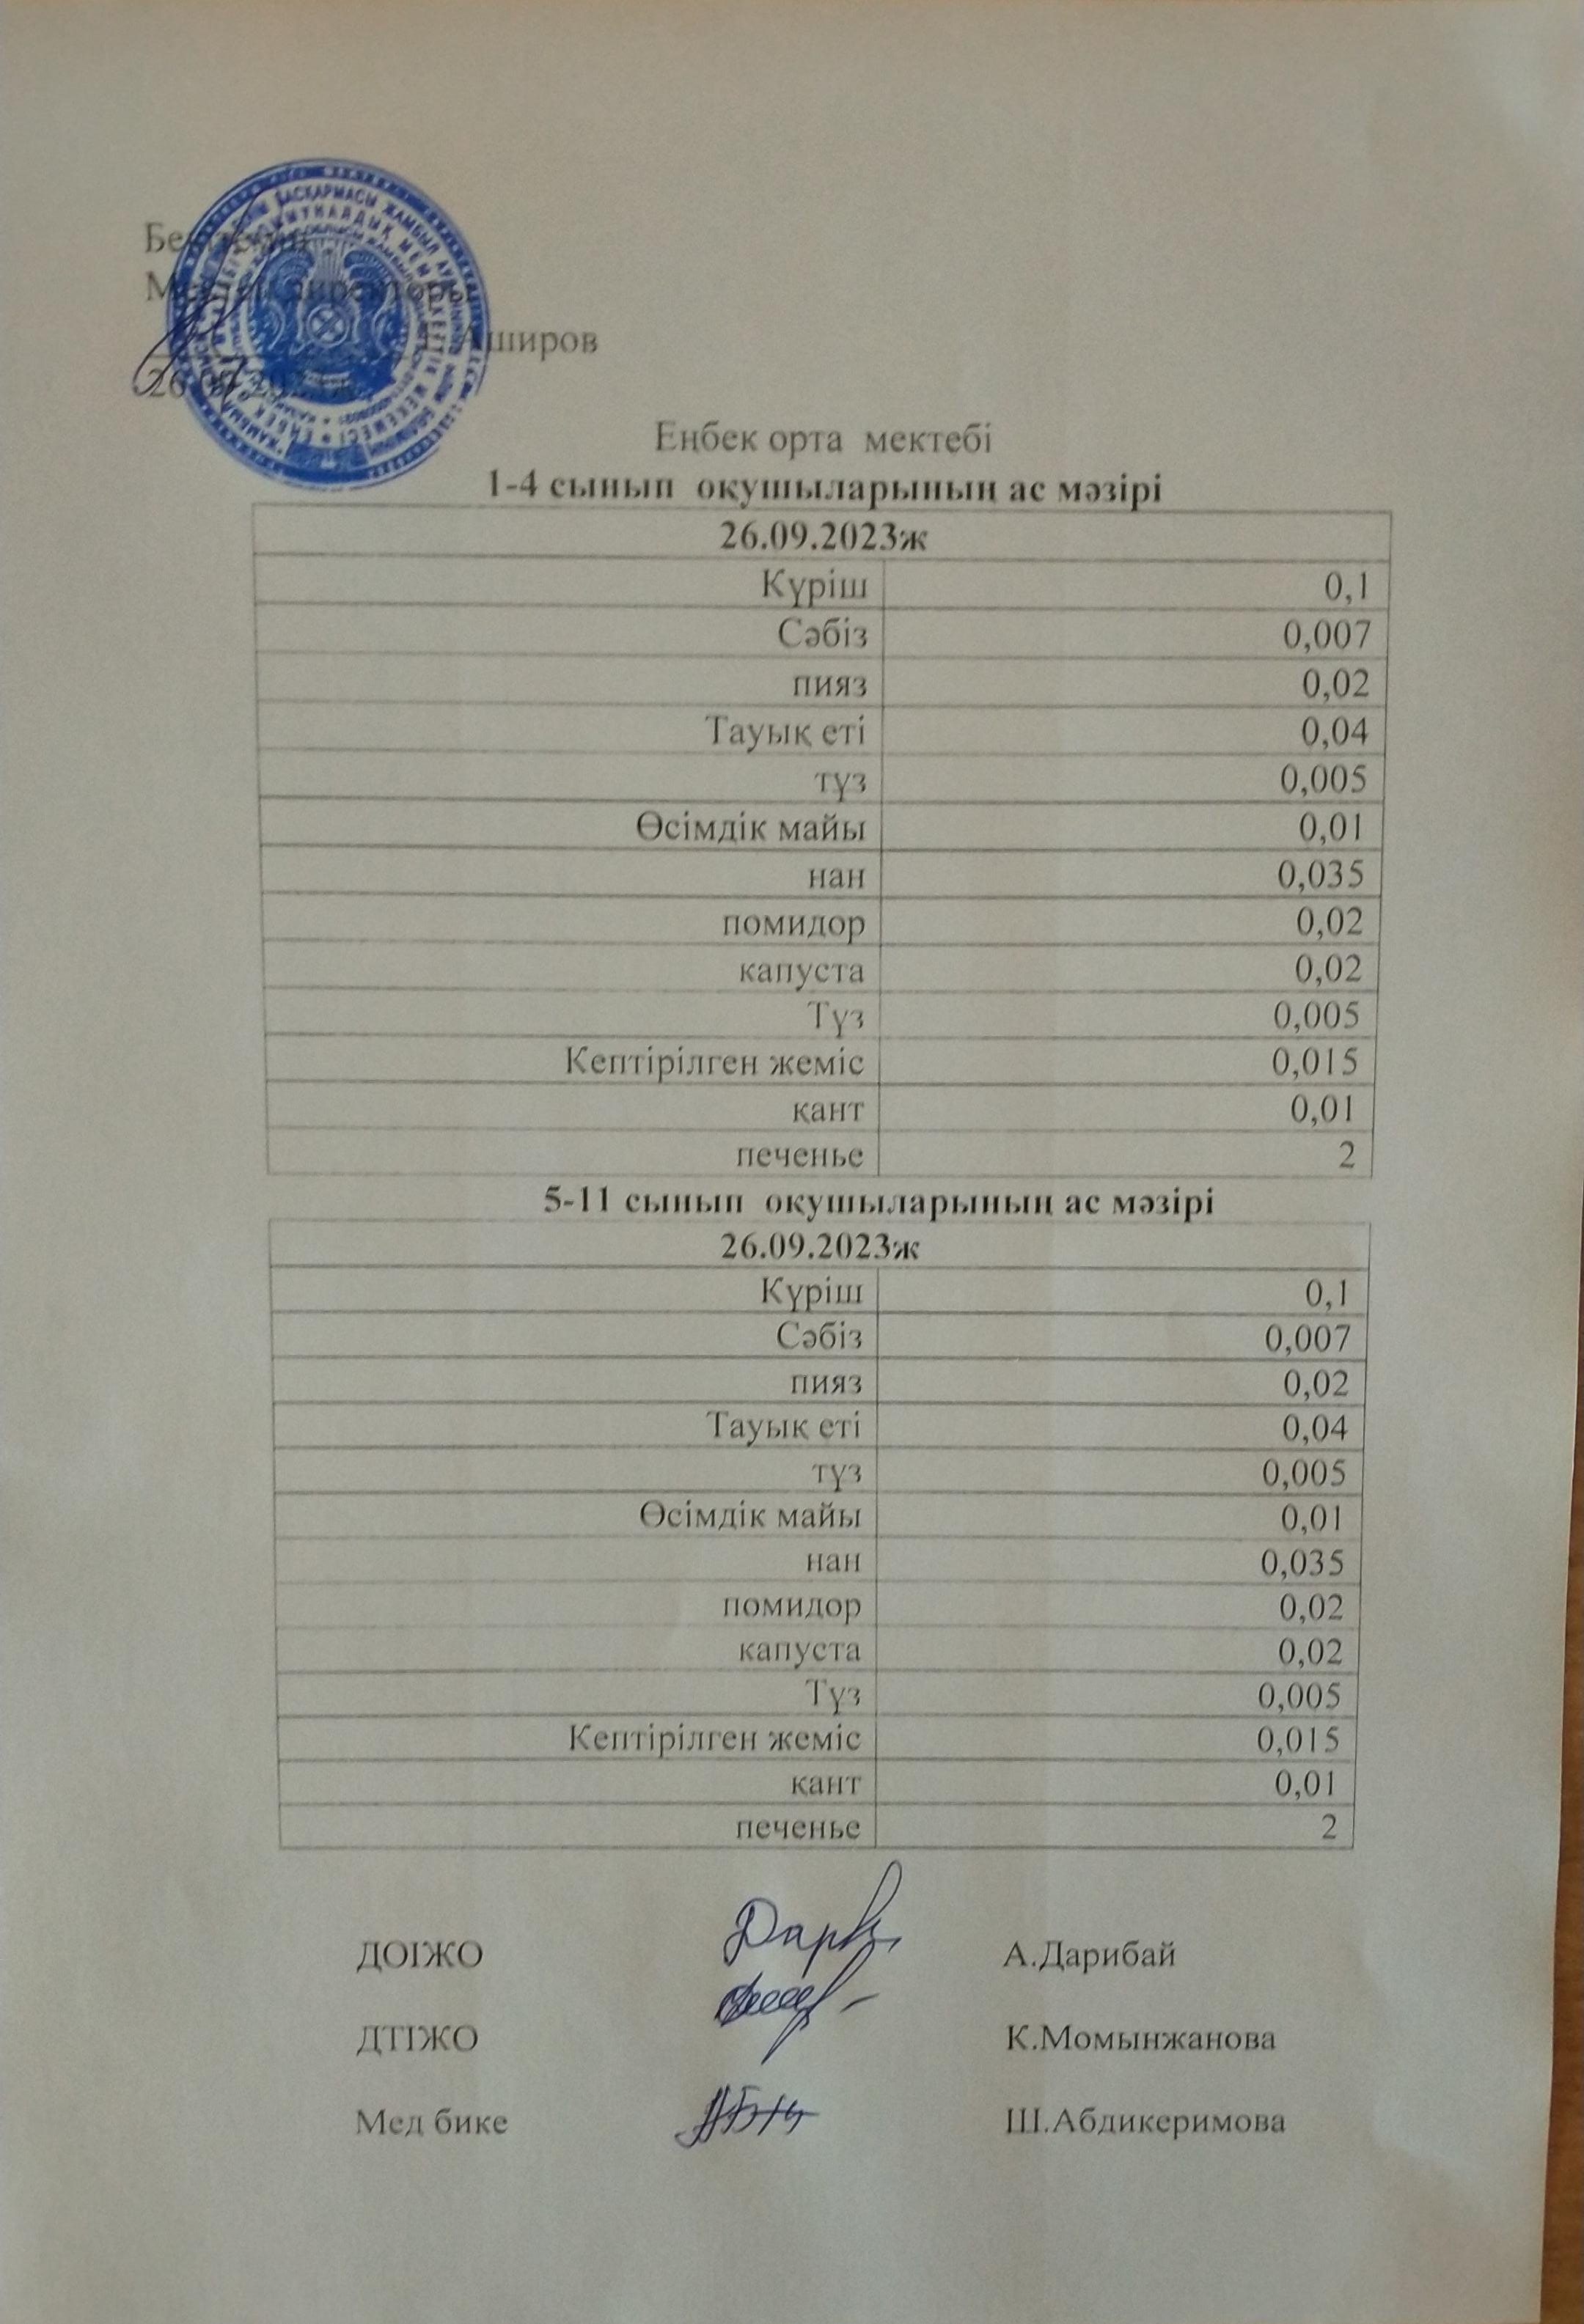 Бекітемін
Мектеп директоры
Аширов
Еңбек орта мектебі
1-4 сынып оқушыларының ас мәзірі
26.09.2023ж
Күріш 0,1
Сәбіз 0,007
пияз 0,02
Тауық еті 0,04
тұз 0,005
Өсімдік майы 0,01
нан 0,035
помидор 0,02
капуста 0,02
Тұз 0,005
Кептірілген жеміс 0,015
қант 0,01
печенье 2
5-11 сынып оқушыларының ас мәзірі
26.09.2023ж
Күріш 0,1
Сәбіз 0,007
пияз 0,02
Тауық еті 0,04
тұз 0,005
Өсімдік майы 0,01
нан 0,035
помидор 0,02
капуста 0,02
Тұз 0,005
Кептірілген жеміс 0,015
қант 0,01
печенье 2
ДОІЖО А.Дарибай
ДТІЖО К.Момынжанова
Мед бике Ш.Абдикеримова